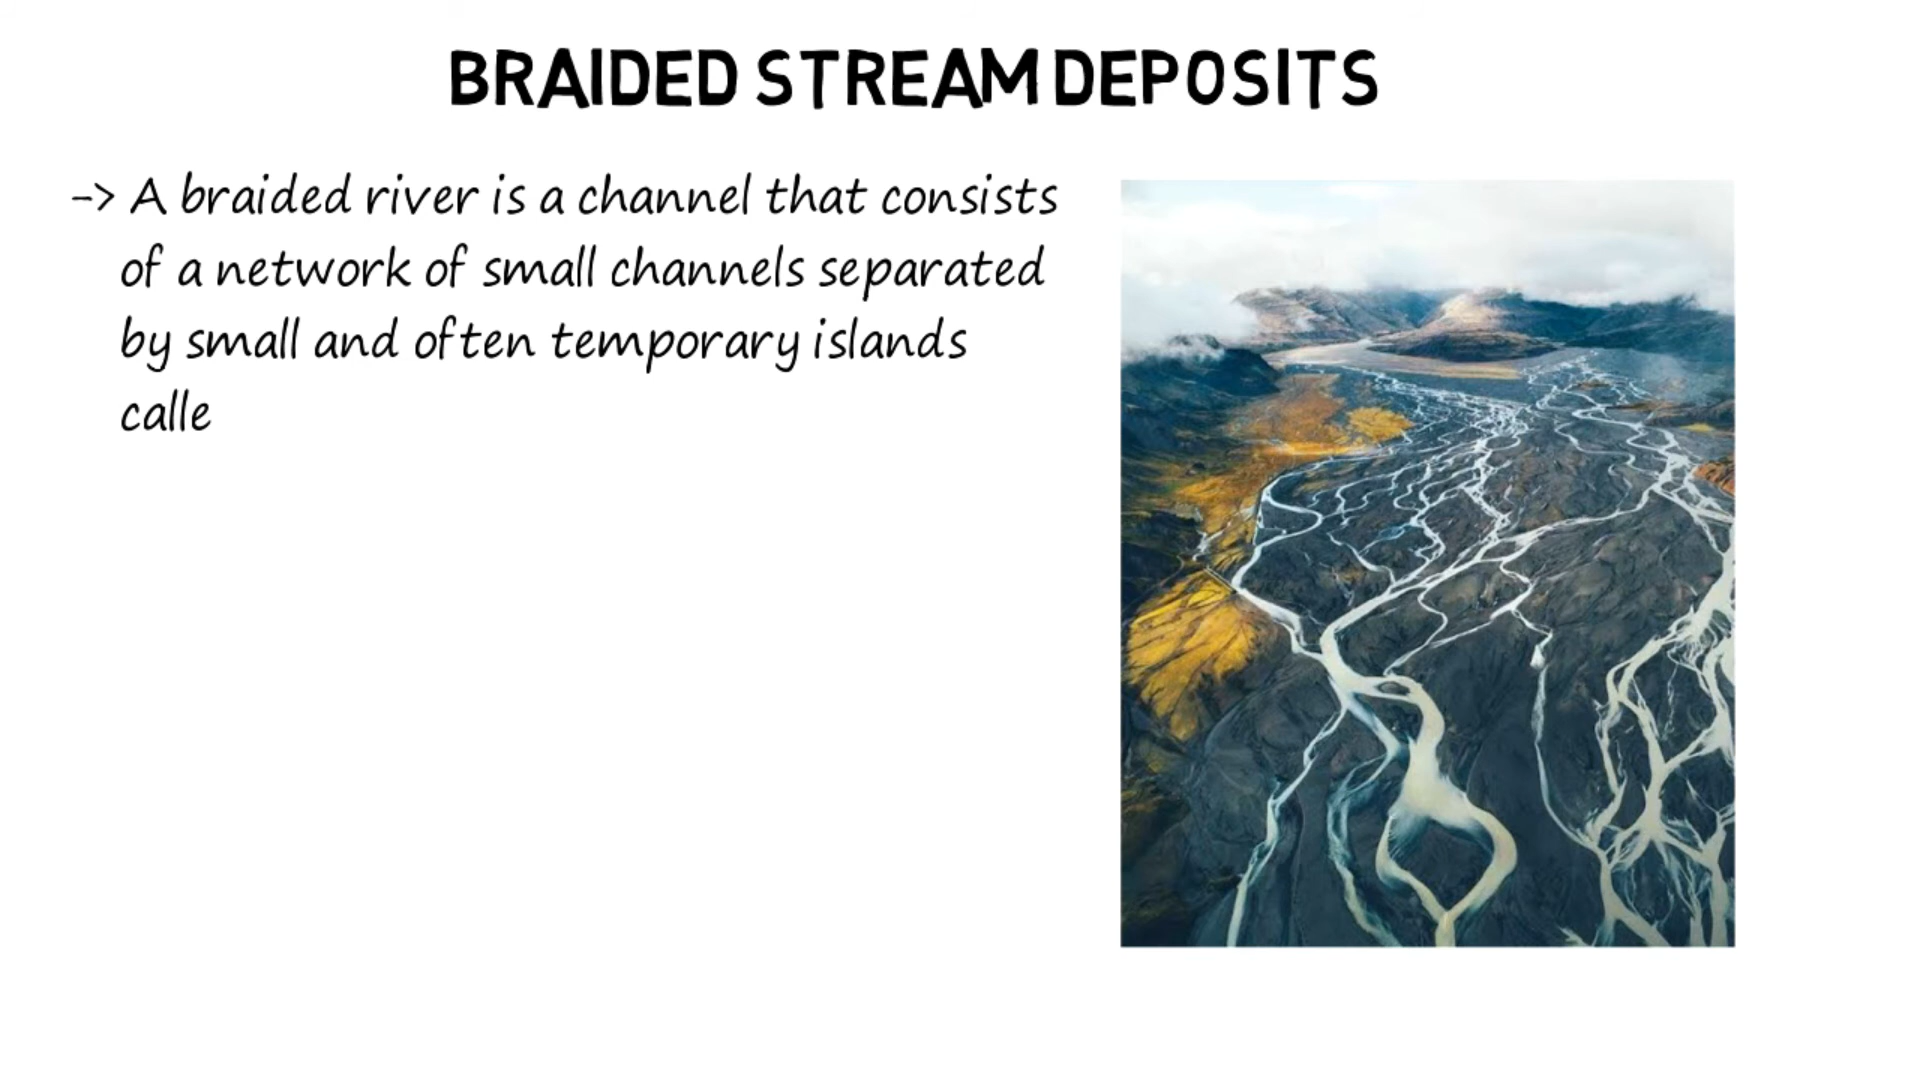 BRAIDED STREAM DEPOSITS
-> A braided river is a channel that consists
of a network of small channels separated
by small and often temporary islands
calle